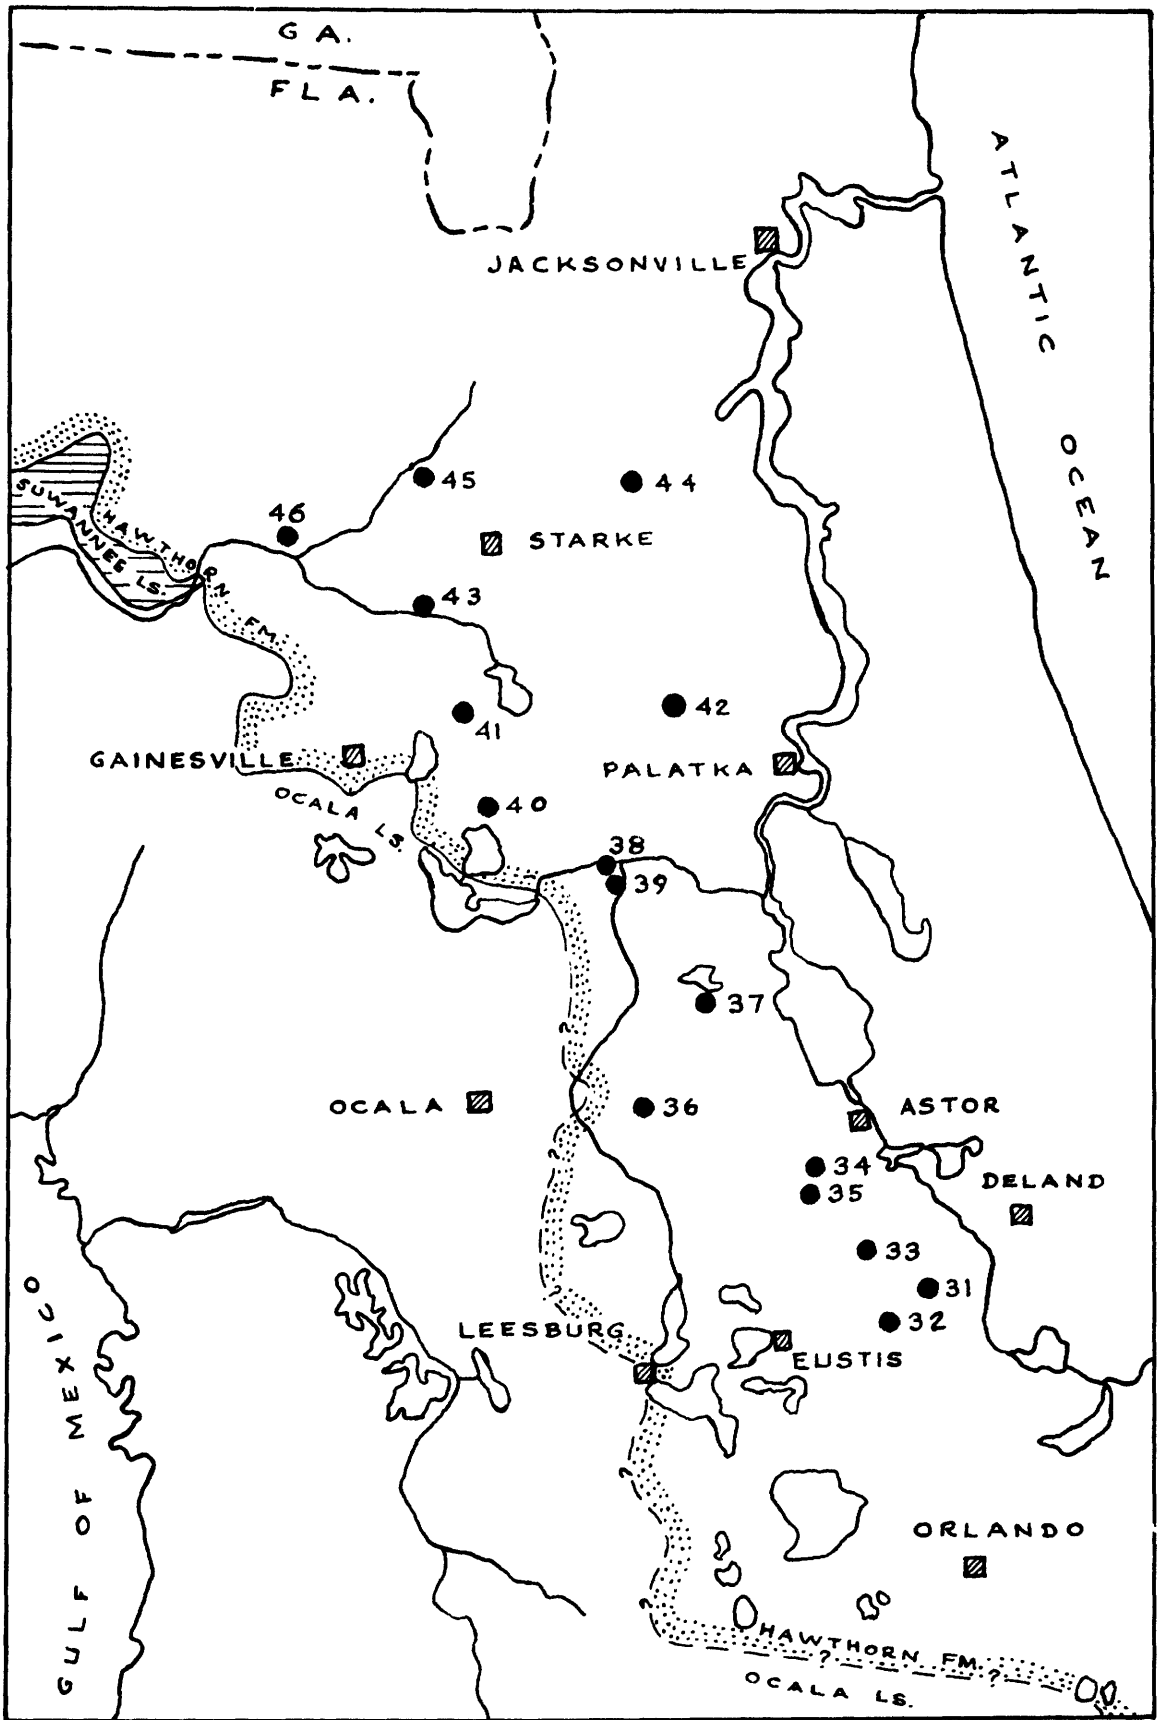 GA.
FLA.
ATLANTIC OCEAN
JACKSONVILLE
45
44
46
STARKE
SUWANNEE LS.
HAWTHORN FM.
43
42
41
GAINESVILLE
PALATKA
OCALA LS.
40
38
39
37
?
OCALA
36
ASTOR
?
34
35
DELAND
33
31
32
?
LEESBURG
EUSTIS
GULF OF MEXICO
?
ORLANDO
?
HAWTHORN FM.
? ?
OCALA LS.